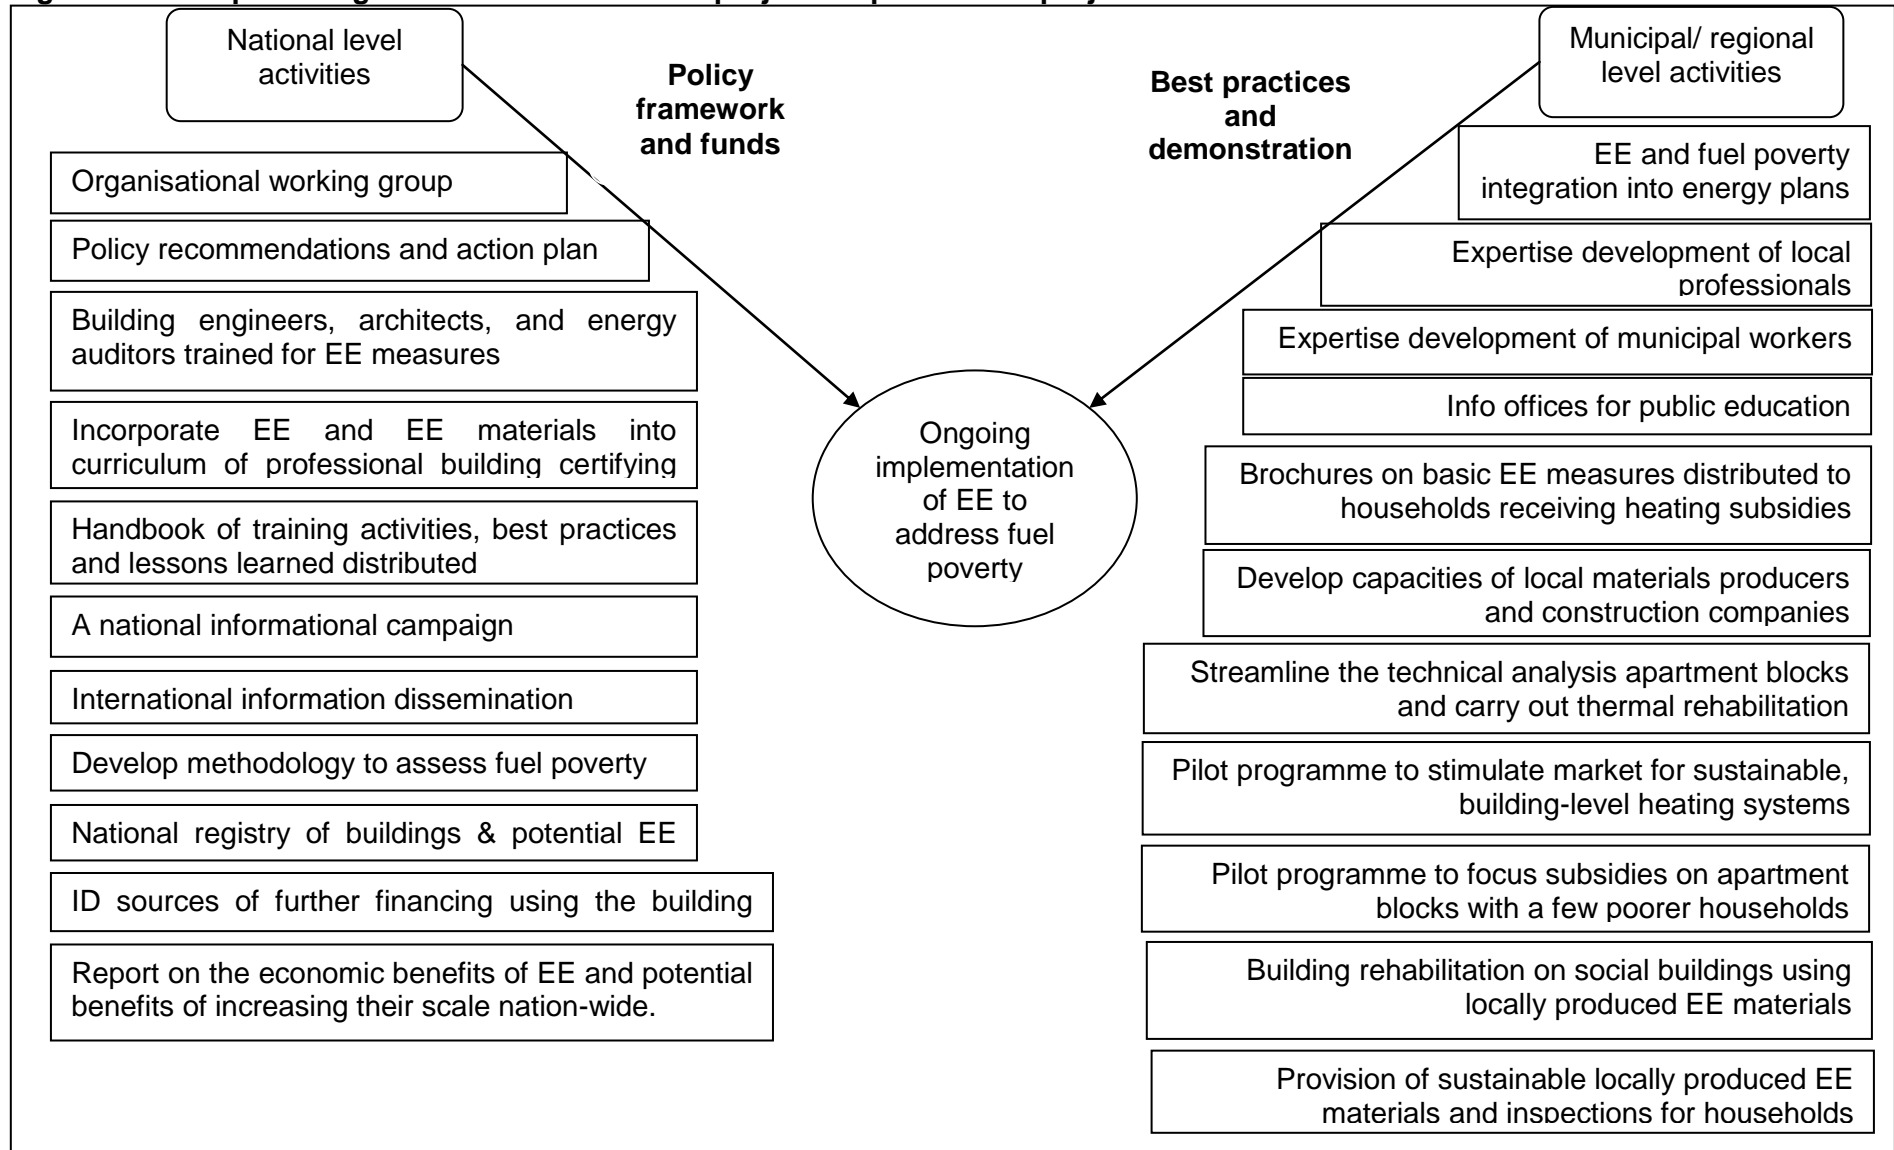 National level
activities
Policy
framework
and funds
Best practices
and
demonstration
Municipal/ regional
level activities
Organisational working group
Policy recommendations and action plan
Building engineers, architects, and energy
auditors trained for EE measures
Incorporate EE and EE materials into
curriculum of professional building certifying
Handbook of training activities, best practices
and lessons learned distributed
A national informational campaign
International information dissemination
Develop methodology to assess fuel poverty
National registry of buildings & potential EE
ID sources of further financing using the building
Report on the economic benefits of EE and potential
benefits of increasing their scale nation-wide.
Ongoing
implementation
of EE to
address fuel
poverty
EE and fuel poverty
integration into energy plans
Expertise development of local
professionals
Expertise development of municipal workers
Info offices for public education
Brochures on basic EE measures distributed to
households receiving heating subsidies
Develop capacities of local materials producers
and construction companies
Streamline the technical analysis apartment blocks
and carry out thermal rehabilitation
Pilot programme to stimulate market for sustainable,
building-level heating systems
Pilot programme to focus subsidies on apartment
blocks with a few poorer households
Building rehabilitation on social buildings using
locally produced EE materials
Provision of sustainable locally produced EE
materials and inspections for households